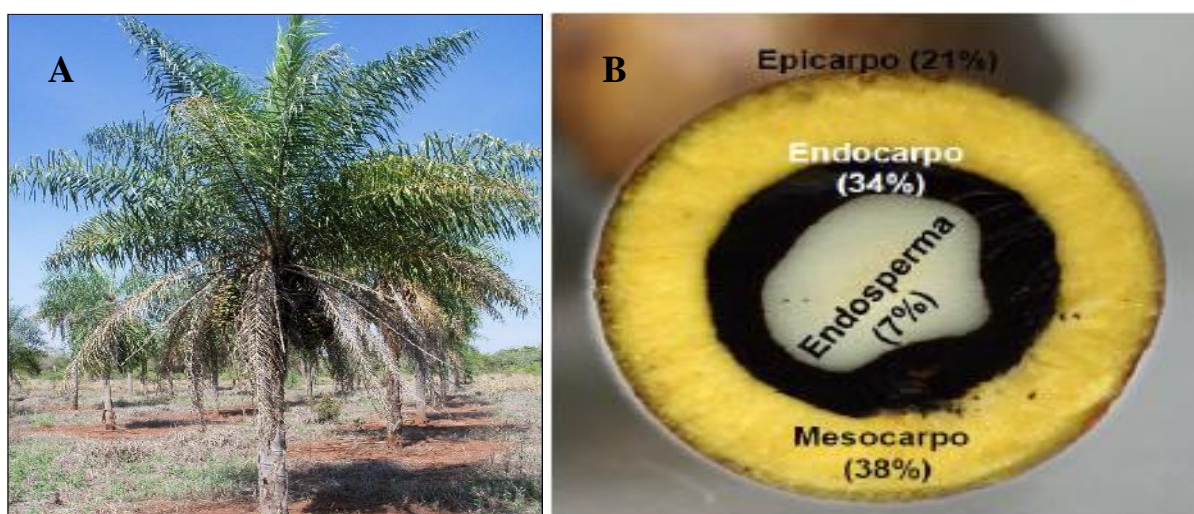 A
B
Epicarpo (21%)
Endocarpo
(34%)
Endosperma
(7%)
Mesocarpo
(38%)